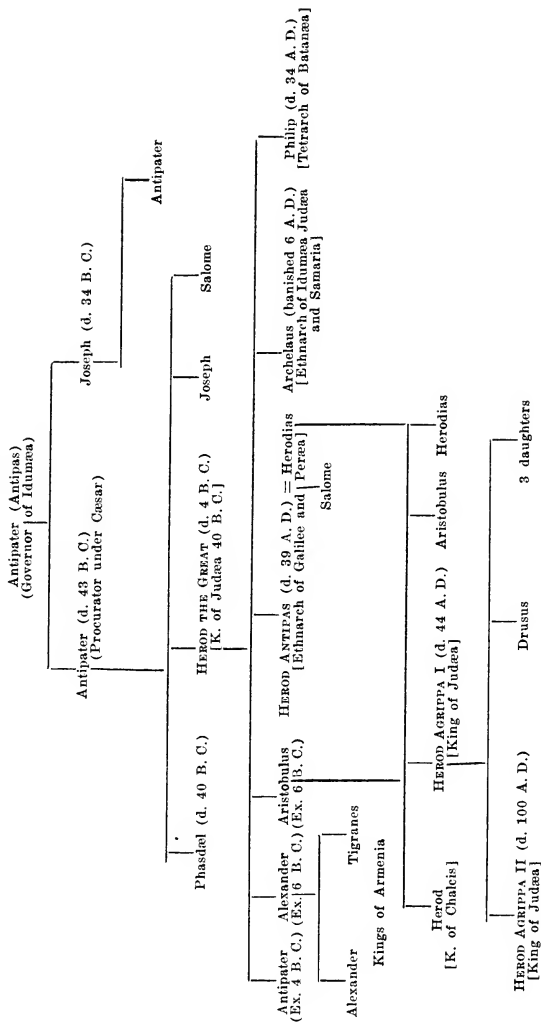 Antipater (Antipas)
(Governor of Idumæa)
Antipater (d. 43 B. C.)
(Procurator under Cæsar)
Joseph (d. 34 B. C.)
Antipater
Phasdæl (d. 40 B. C.)
HEROD THE GREAT (d. 4 B. C.)
[K. of Judæa 40 B. C.]
Joseph
Salome
Antipater
(Ex. 4 B. C.)
Alexander
(Ex. 6 B. C.)
Aristobulus
(Ex. 6 B. C.)
HEROD ANTIPAS (d. 39 A. D.) = Herodias
[Ethnarch of Galilee and Peræa]
Salome
Archelaus (banished 6 A. D.)
[Ethnarch of Idumæa Judæa
and Samaria]
Philip (d. 34 A. D.)
[Tetrarch of Batanæa]
Alexander
Tigranes
Kings of Armenia
Herod
[K. of Chalcis]
HEROD AGRIPPA I (d. 44 A. D.)
[King of Judæa]
Aristobulus
Herodias
HEROD AGRIPPA II (d. 100 A. D.)
[King of Judæa]
Drusus
3 daughters